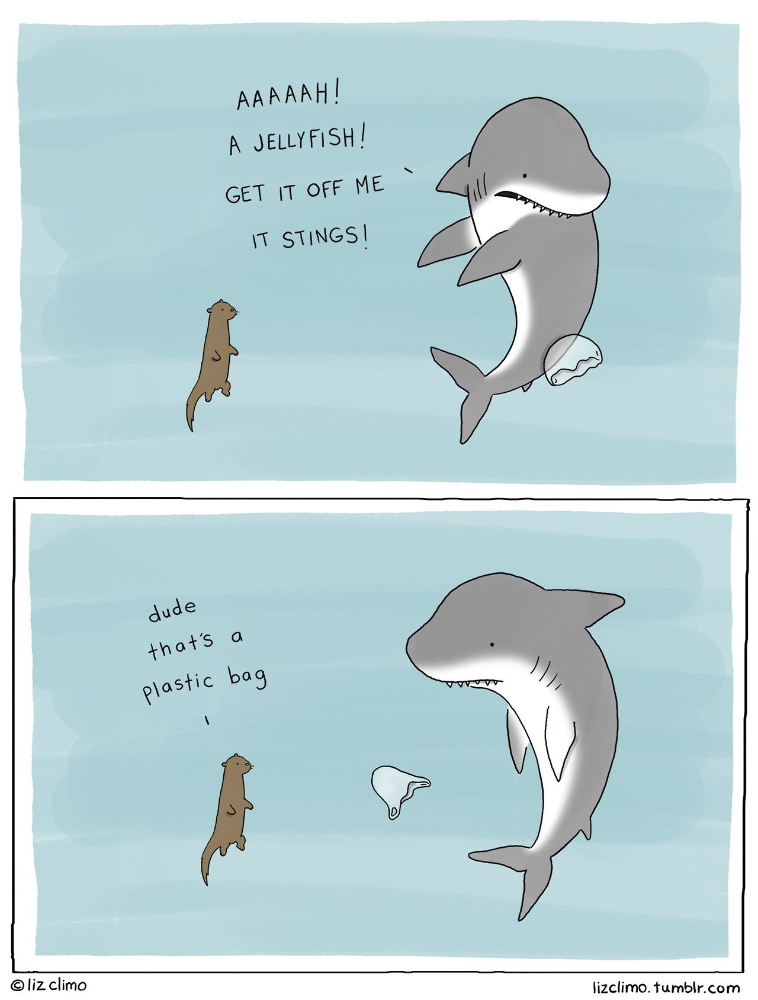 AAAAAH!
A JELLYFISH!
GET IT OFF ME
IT STINGS!
dude
that's a
plastic bag
© liz climo
lizclimo.tumblr.com